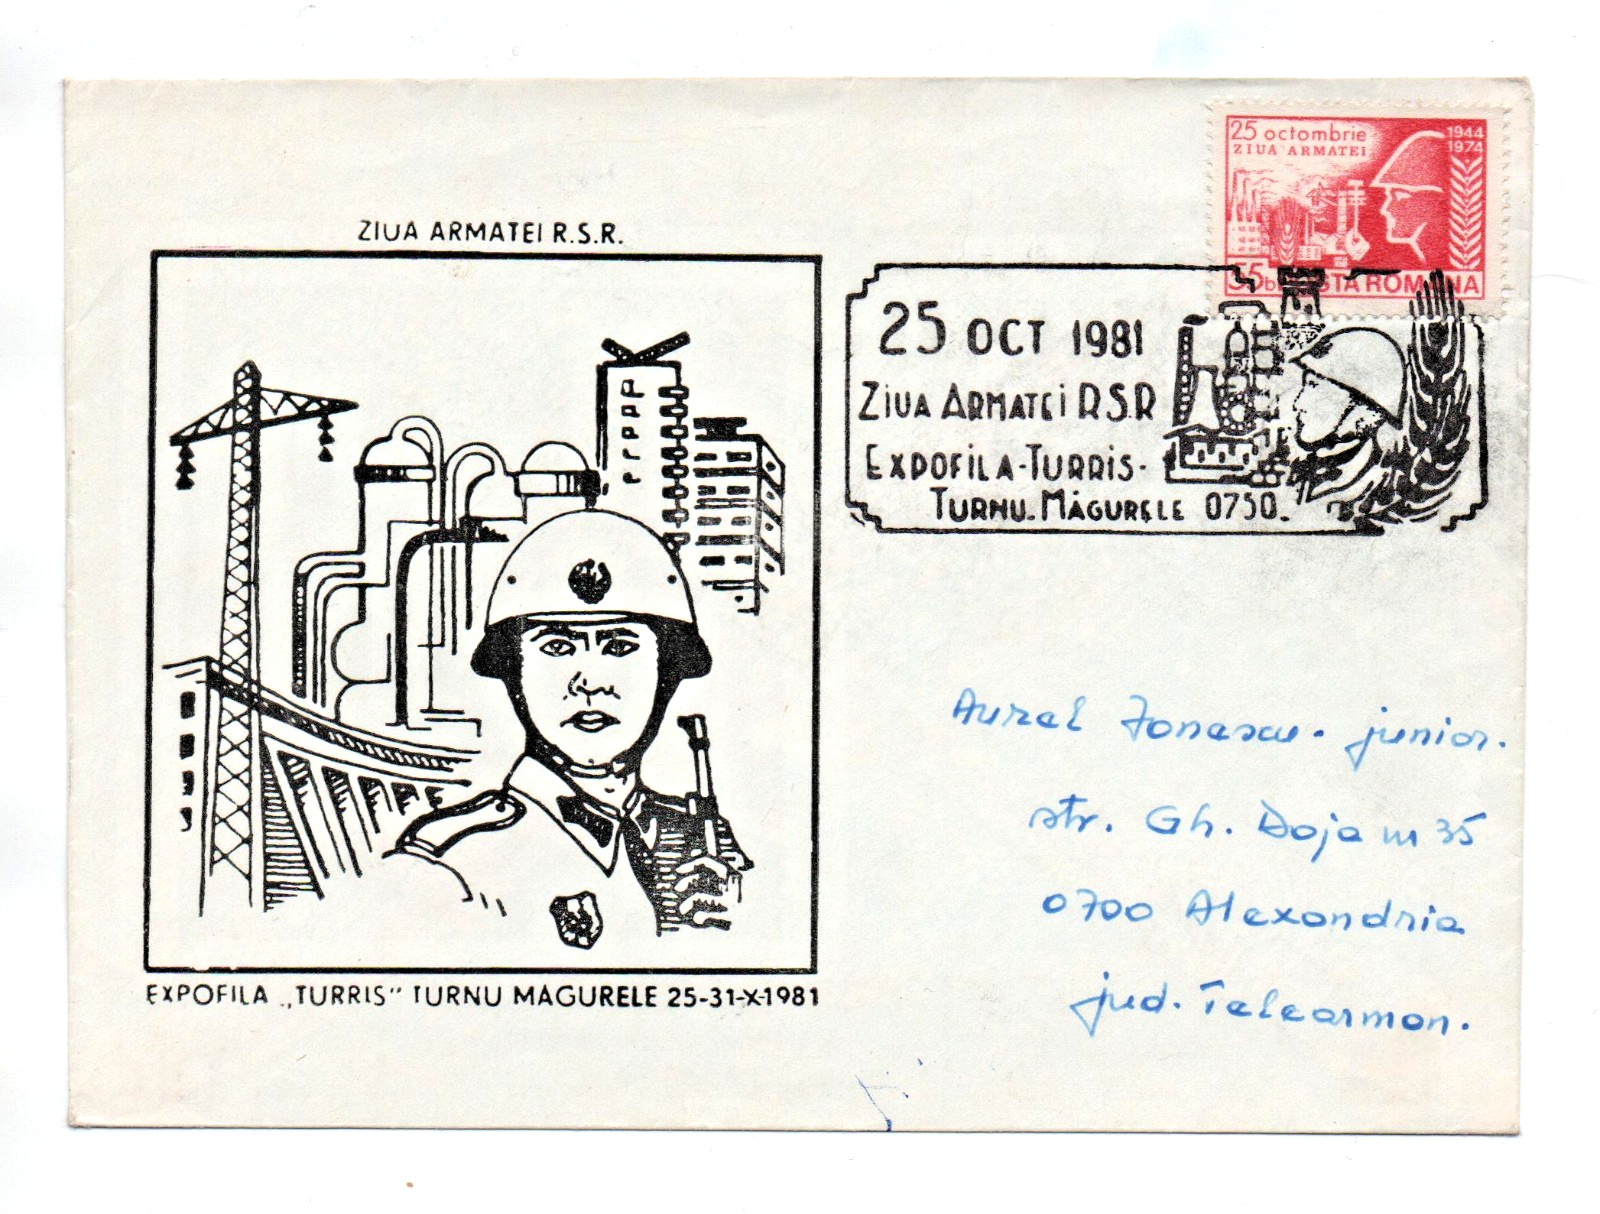 ZIUA ARMATEI R.S.R.
25 octombrie
ZIUA ARMATEI
1944
1974
55b POSTA ROMANA
25 OCT 1981
ZIUA ARMATEI RSR
EXPOFILA-TURRIS-
TURNU-MĂGURELE 0750
Aurel Ionescu. junior.
str. Gh. Doja nr 35
0700 Alexandria
jud. Teleorman.
EXPOFILA „TURRIS" TURNU MAGURELE 25-31-X-1981